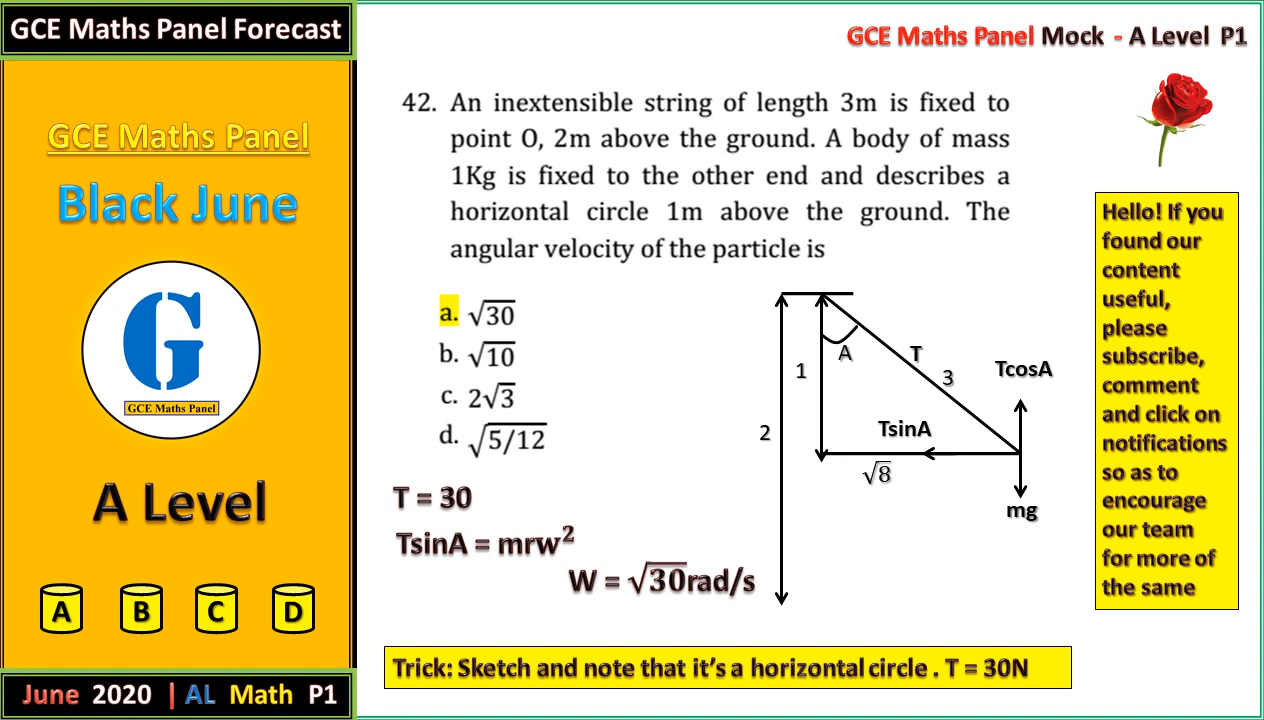 GCE Maths Panel Forecast
GCE Maths Panel
Black June
G
GCE Maths Panel
A Level
A B C D
June 2020 | AL Math P1
GCE Maths Panel Mock - A Level P1
42. An inextensible string of length 3m is fixed to
point O, 2m above the ground. A body of mass
1Kg is fixed to the other end and describes a
horizontal circle 1m above the ground. The
angular velocity of the particle is
a. √30
b. √10
c. 2√3
d. √5/12
T = 30
TsinA = mrw²
W = √30rad/s
A
T
1
3
TcosA
2
TsinA
√8
mg
Trick: Sketch and note that it's a horizontal circle . T = 30N
Hello! If you
found our
content
useful,
please
subscribe,
comment
and click on
notifications
so as to
encourage
our team
for more of
the same